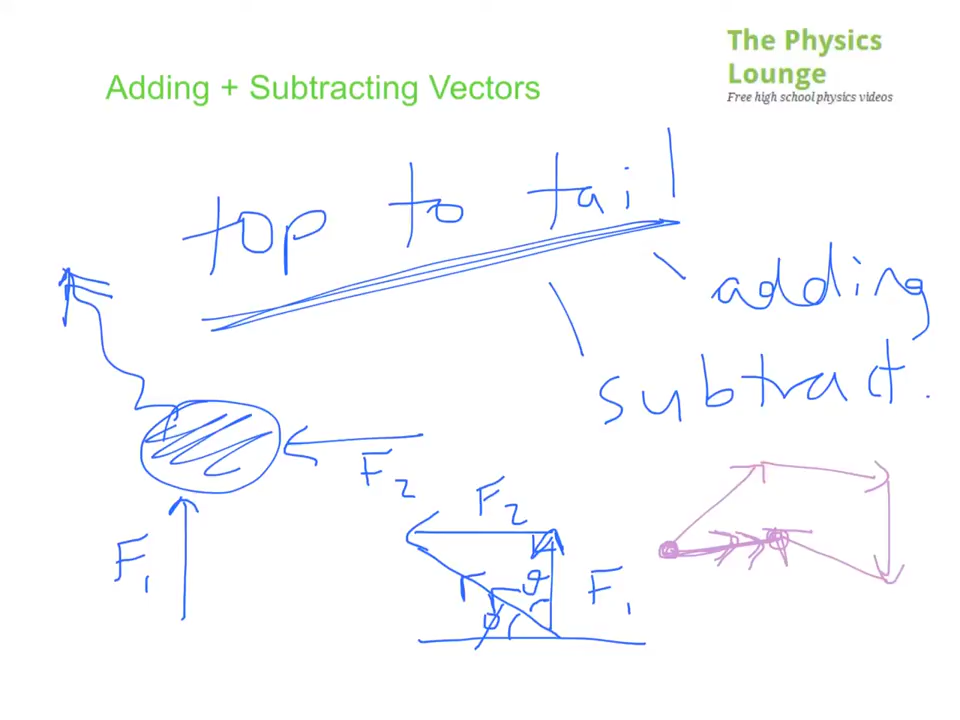 The Physics
Lounge
Free high school physics videos
Adding + Subtracting Vectors
top to tail
adding
subtract.
F2
F2
F1
F1